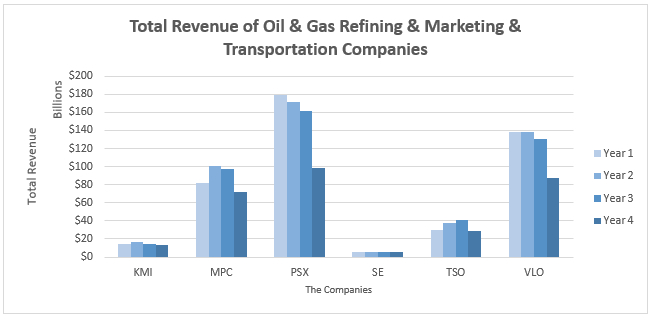 Total Revenue of Oil & Gas Refining & Marketing &
Transportation Companies
Total Revenue
Billions
$200
$180
$160
$140
$120
$100
$80
$60
$40
$20
$0
KMI
MPC
PSX
SE
TSO
VLO
The Companies
Year 1
Year 2
Year 3
Year 4